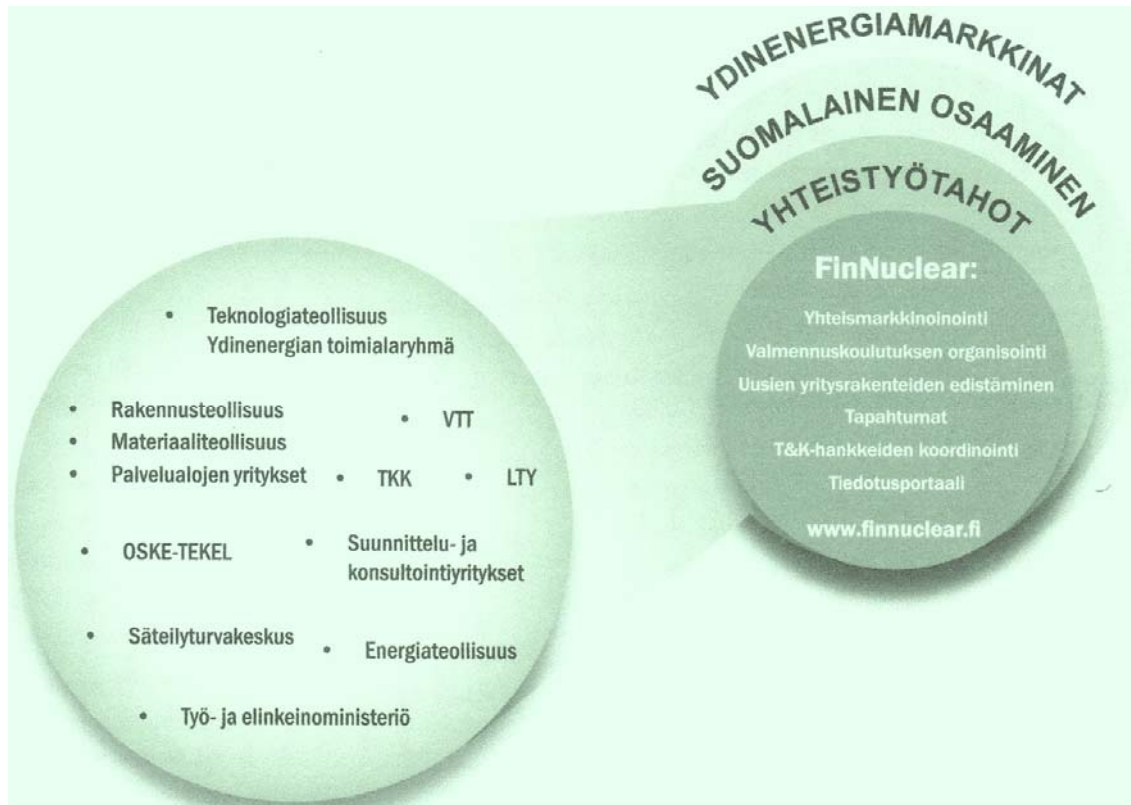 YDINENERGIAMARKKINAT
SUOMALAINEN OSAAMINEN
YHTEISTYÖTAHOT
FinNuclear:
Yhteismarkkinoinointi
Valmennuskoulutuksen organisointi
Uusien yritysrakenteiden edistäminen
Tapahtumat
T&K-hankkeiden koordinointi
Tiedotusportaali
www.finnuclear.fi
• Teknologiateollisuus
Ydinenergian toimialaryhmä
• Rakennusteollisuus
• VTT
• Materiaaliteollisuus
• Palvelualojen yritykset
• TKK
• LTY
• OSKE-TEKEL
• Suunnittelu- ja
konsultointiyritykset
• Säteilyturvakeskus
• Energiateollisuus
• Työ- ja elinkeinoministeriö